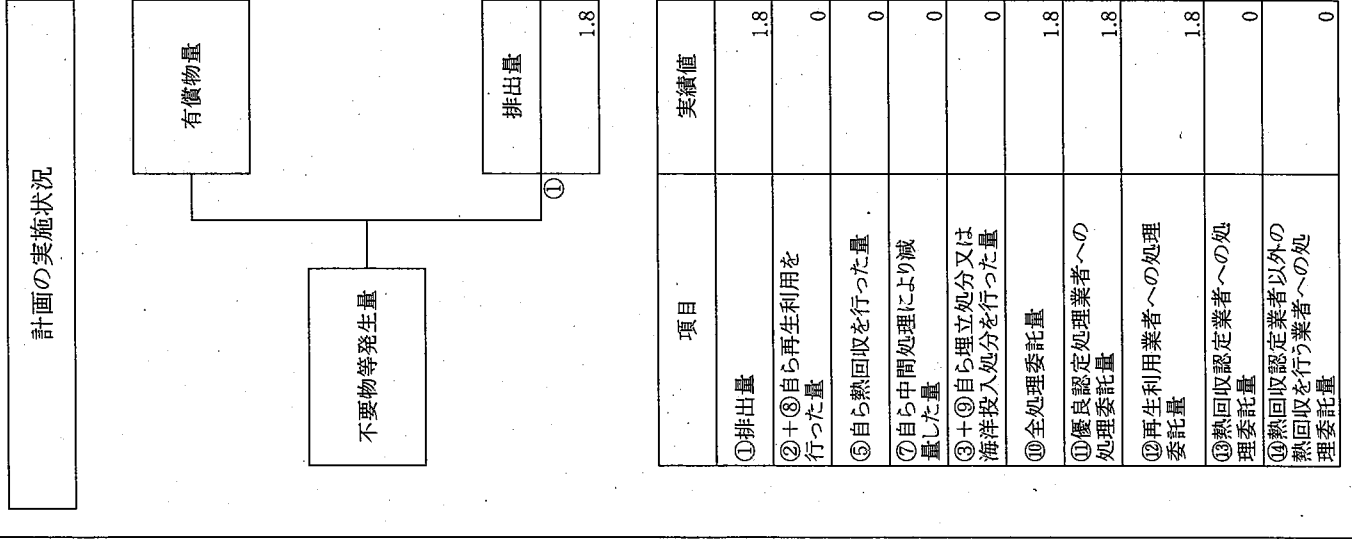 計画の実施状況
有償物量
不要物等発生量
排出量
①
1.8
項目
実績値
①排出量
1.8
②+⑧自ら再生利用を
行った量
0
⑤自ら熱回収を行った量
0
⑦自ら中間処理により減
量した量
0
③+⑨自ら埋立処分又は
海洋投入処分を行った量
0
⑩全処理委託量
1.8
⑪優良認定処理業者への
処理委託量
1.8
⑫再生利用業者への処理
委託量
1.8
⑬熱回収認定業者への処
理委託量
0
⑭熱回収認定業者以外の
熱回収を行う業者への処
理委託量
0